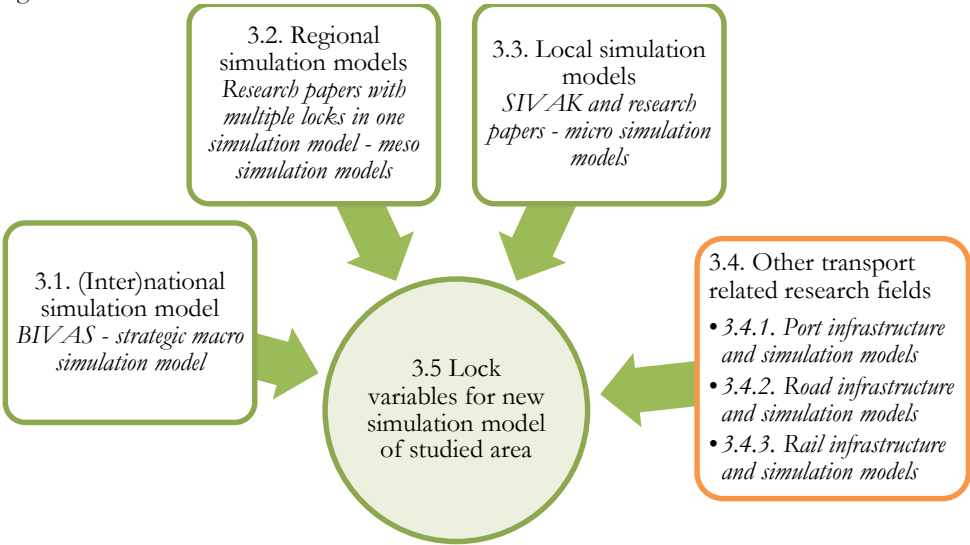 3.2. Regional
simulation models
Research papers with
multiple locks in one
simulation model - meso
simulation models
3.3. Local simulation
models
SIVAK and research
papers - micro simulation
models
3.1. (Inter)national
simulation model
BIVAS - strategic macro
simulation model
3.4. Other transport
related research fields
• 3.4.1. Port infrastructure
and simulation models
• 3.4.2. Road infrastructure
and simulation models
• 3.4.3. Rail infrastructure
and simulation models
3.5 Lock
variables for new
simulation model
of studied area